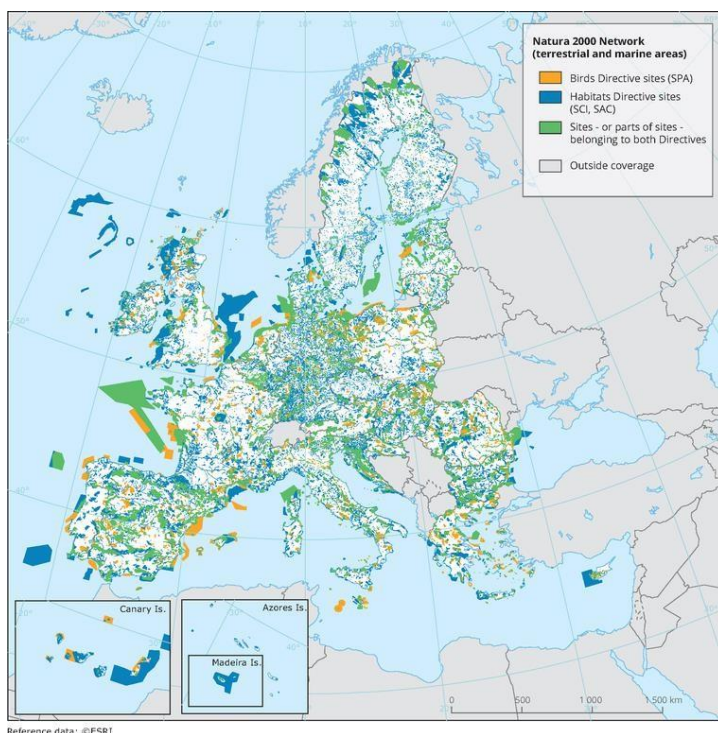 Natura 2000 Network
(terrestrial and marine areas)
Birds Directive sites (SPA)
Habitats Directive sites
(SCI, SAC)
Sites - or parts of sites -
belonging to both Directives
Outside coverage
Canary Is.
Azores Is.
Madeira Is.
0 500 1 000 1 500 km
Reference data: ©ESRI